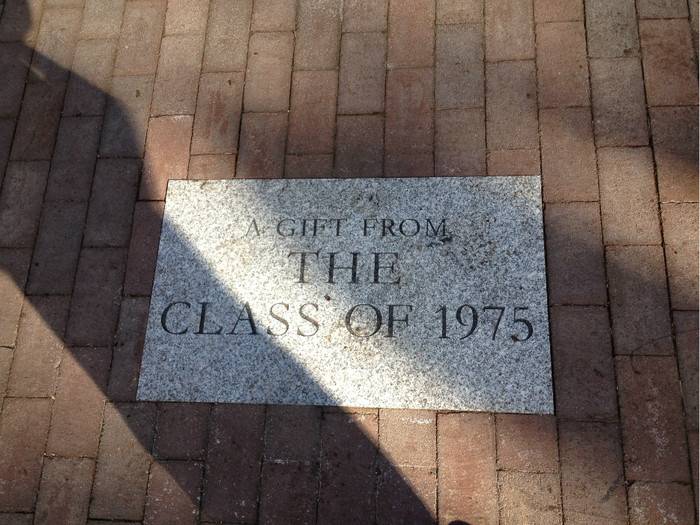 A GIFT FROM
THE
CLASS OF 1975